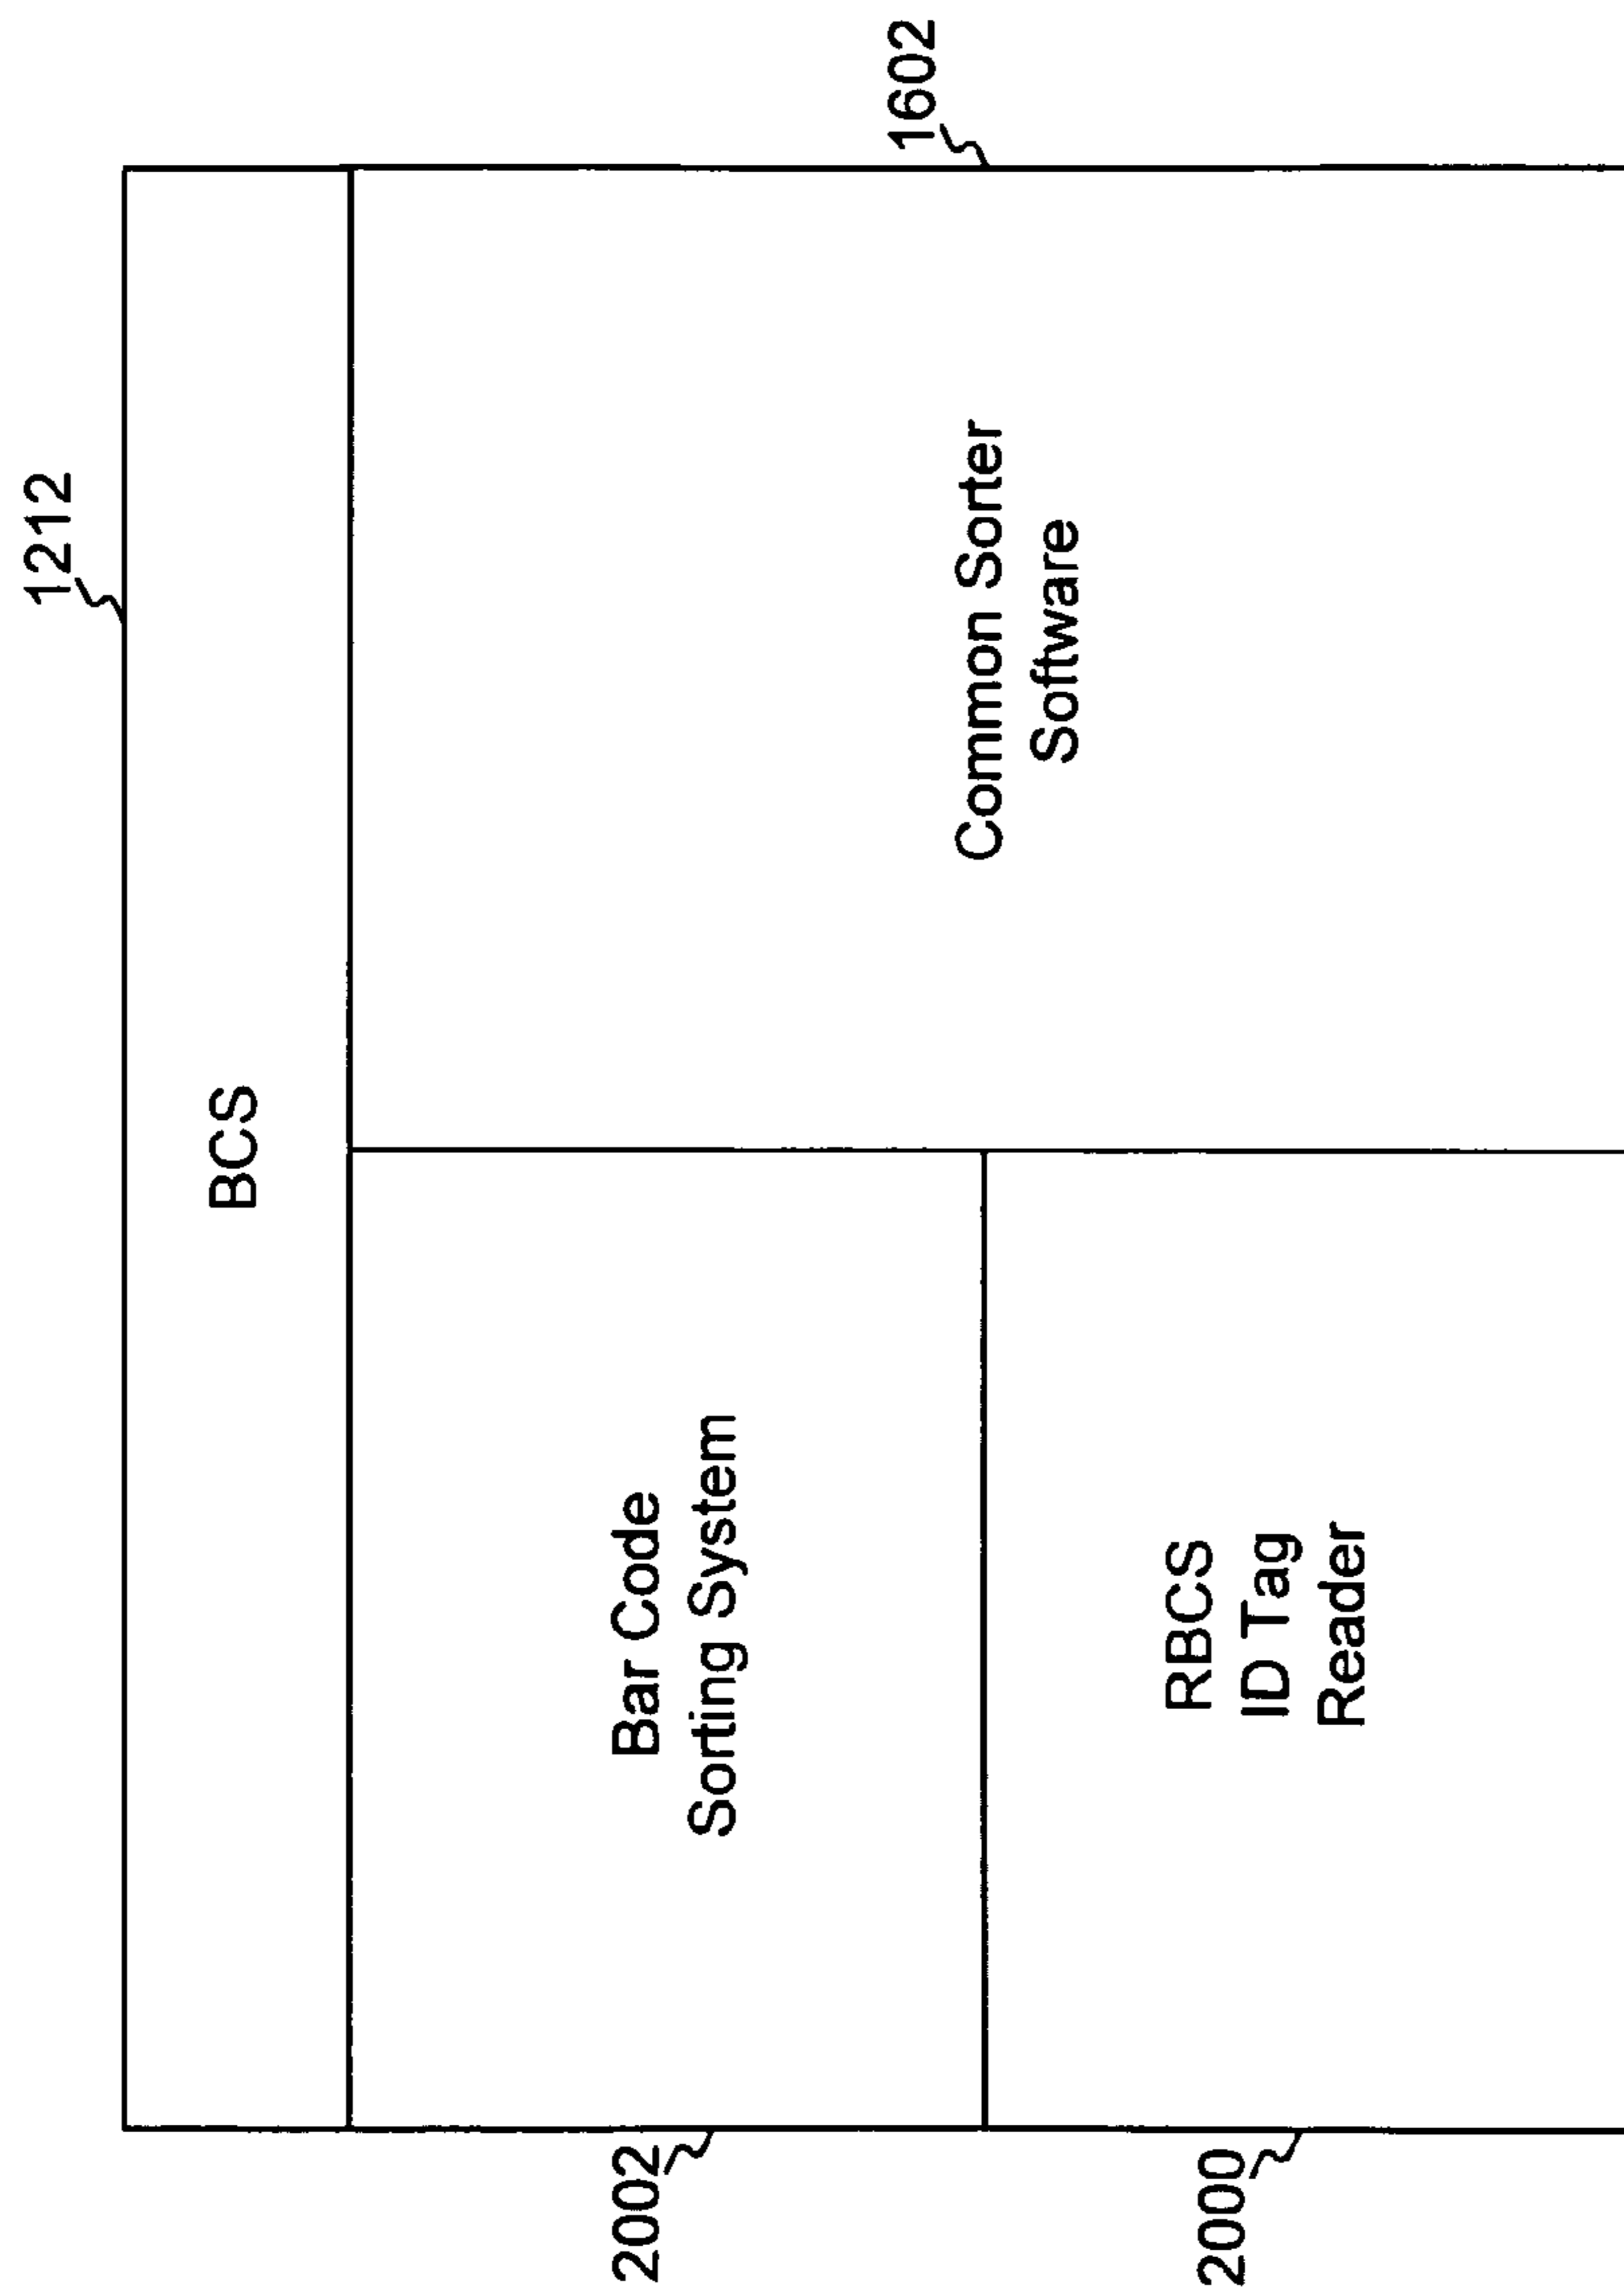 1212
BCS
2002
Bar Code
Sorting System
Common Sorter
Software
1602
2000
RBCS
ID Tag
Reader